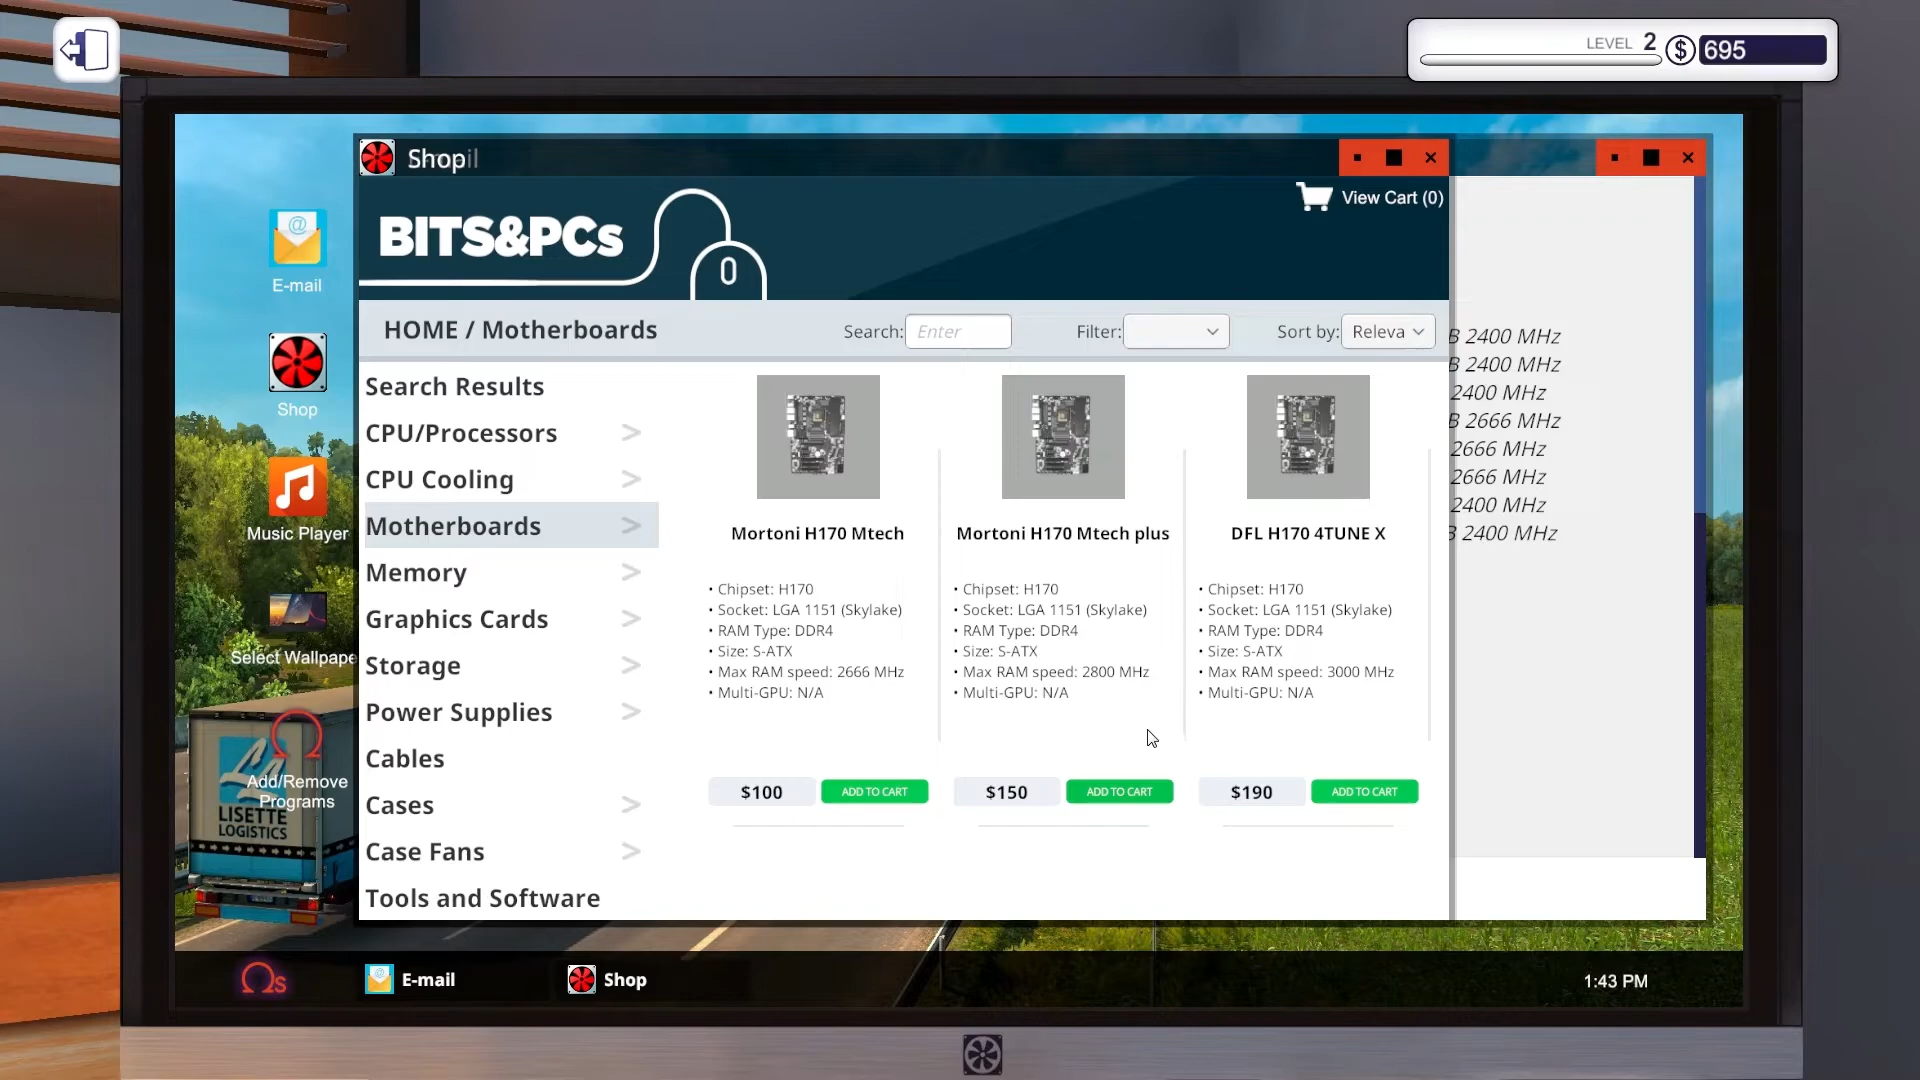 LEVEL 2
$ 695
Shop
View Cart (0)
BITS&PCs
HOME / Motherboards
Search: Enter
Filter:
Sort by: Releva
Search Results
CPU/Processors >
CPU Cooling >
Motherboards >
Memory >
Graphics Cards >
Storage >
Power Supplies >
Cables
Cases >
Case Fans >
Tools and Software
Mortoni H170 Mtech
• Chipset: H170
• Socket: LGA 1151 (Skylake)
• RAM Type: DDR4
• Size: S-ATX
• Max RAM speed: 2666 MHz
• Multi-GPU: N/A
$100
ADD TO CART
Mortoni H170 Mtech plus
• Chipset: H170
• Socket: LGA 1151 (Skylake)
• RAM Type: DDR4
• Size: S-ATX
• Max RAM speed: 2800 MHz
• Multi-GPU: N/A
$150
ADD TO CART
DFL H170 4TUNE X
• Chipset: H170
• Socket: LGA 1151 (Skylake)
• RAM Type: DDR4
• Size: S-ATX
• Max RAM speed: 3000 MHz
• Multi-GPU: N/A
$190
ADD TO CART
B 2400 MHz
B 2400 MHz
2400 MHz
B 2666 MHz
2666 MHz
2666 MHz
2400 MHz
B 2400 MHz
E-mail
Shop
Music Player
Select Wallpape
Add/Remove
Programs
LISETTE
LOGISTICS
Ωs
E-mail
Shop
1:43 PM